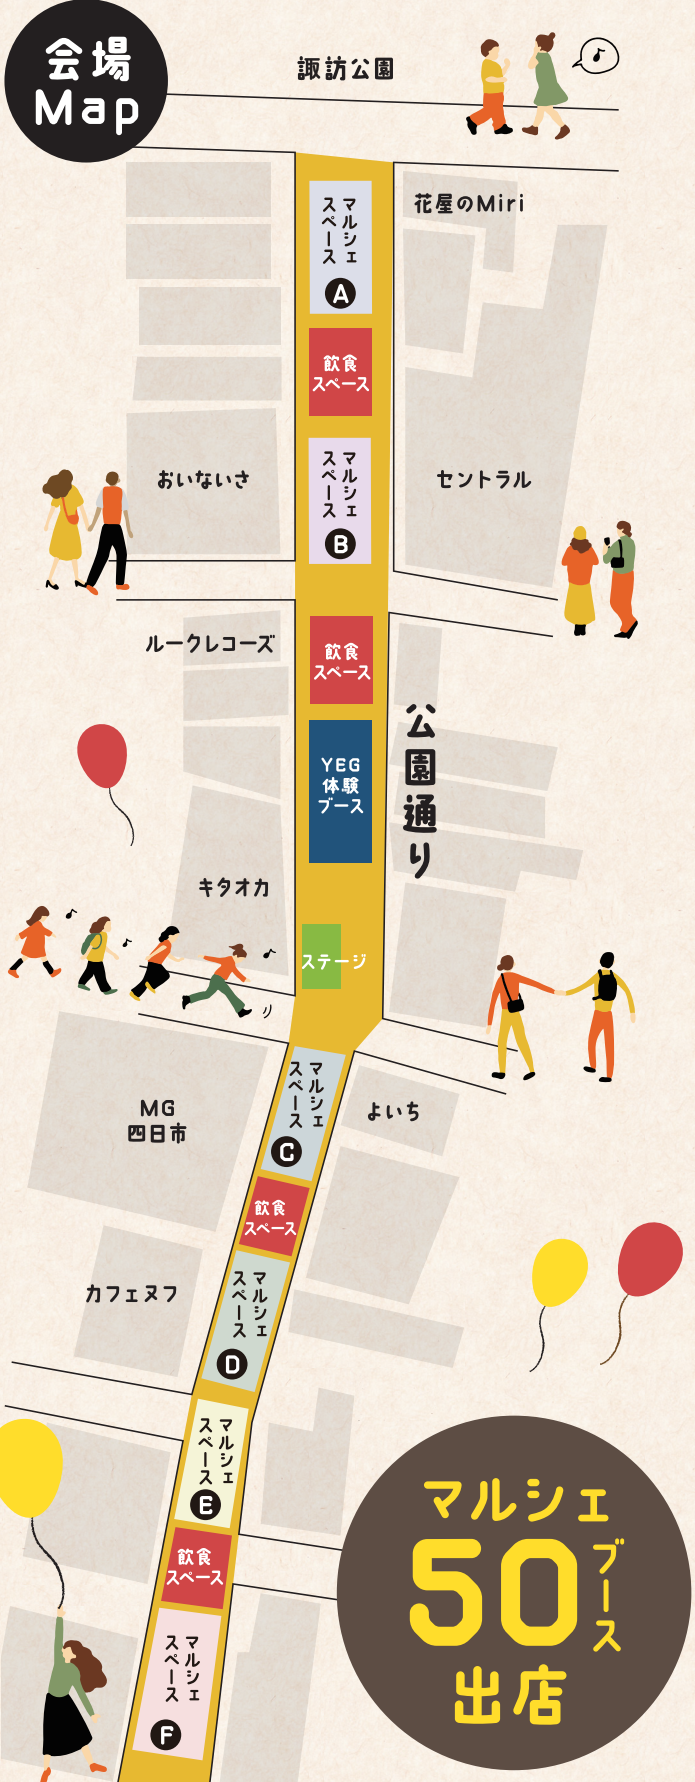 会場
Map
諏訪公園
花屋のMiri
マルシェ
スペース
A
飲食
スペース
おいないさ
マルシェ
スペース
B
セントラル
ルークレコーズ
飲食
スペース
公園通り
YEG
体験
ブース
キタオカ
ステージ
MG
四日市
マルシェ
スペース
C
よいち
飲食
スペース
カフェヌフ
マルシェ
スペース
D
マルシェ
スペース
E
飲食
スペース
マルシェ
スペース
F
マルシェ
50ブース
出店